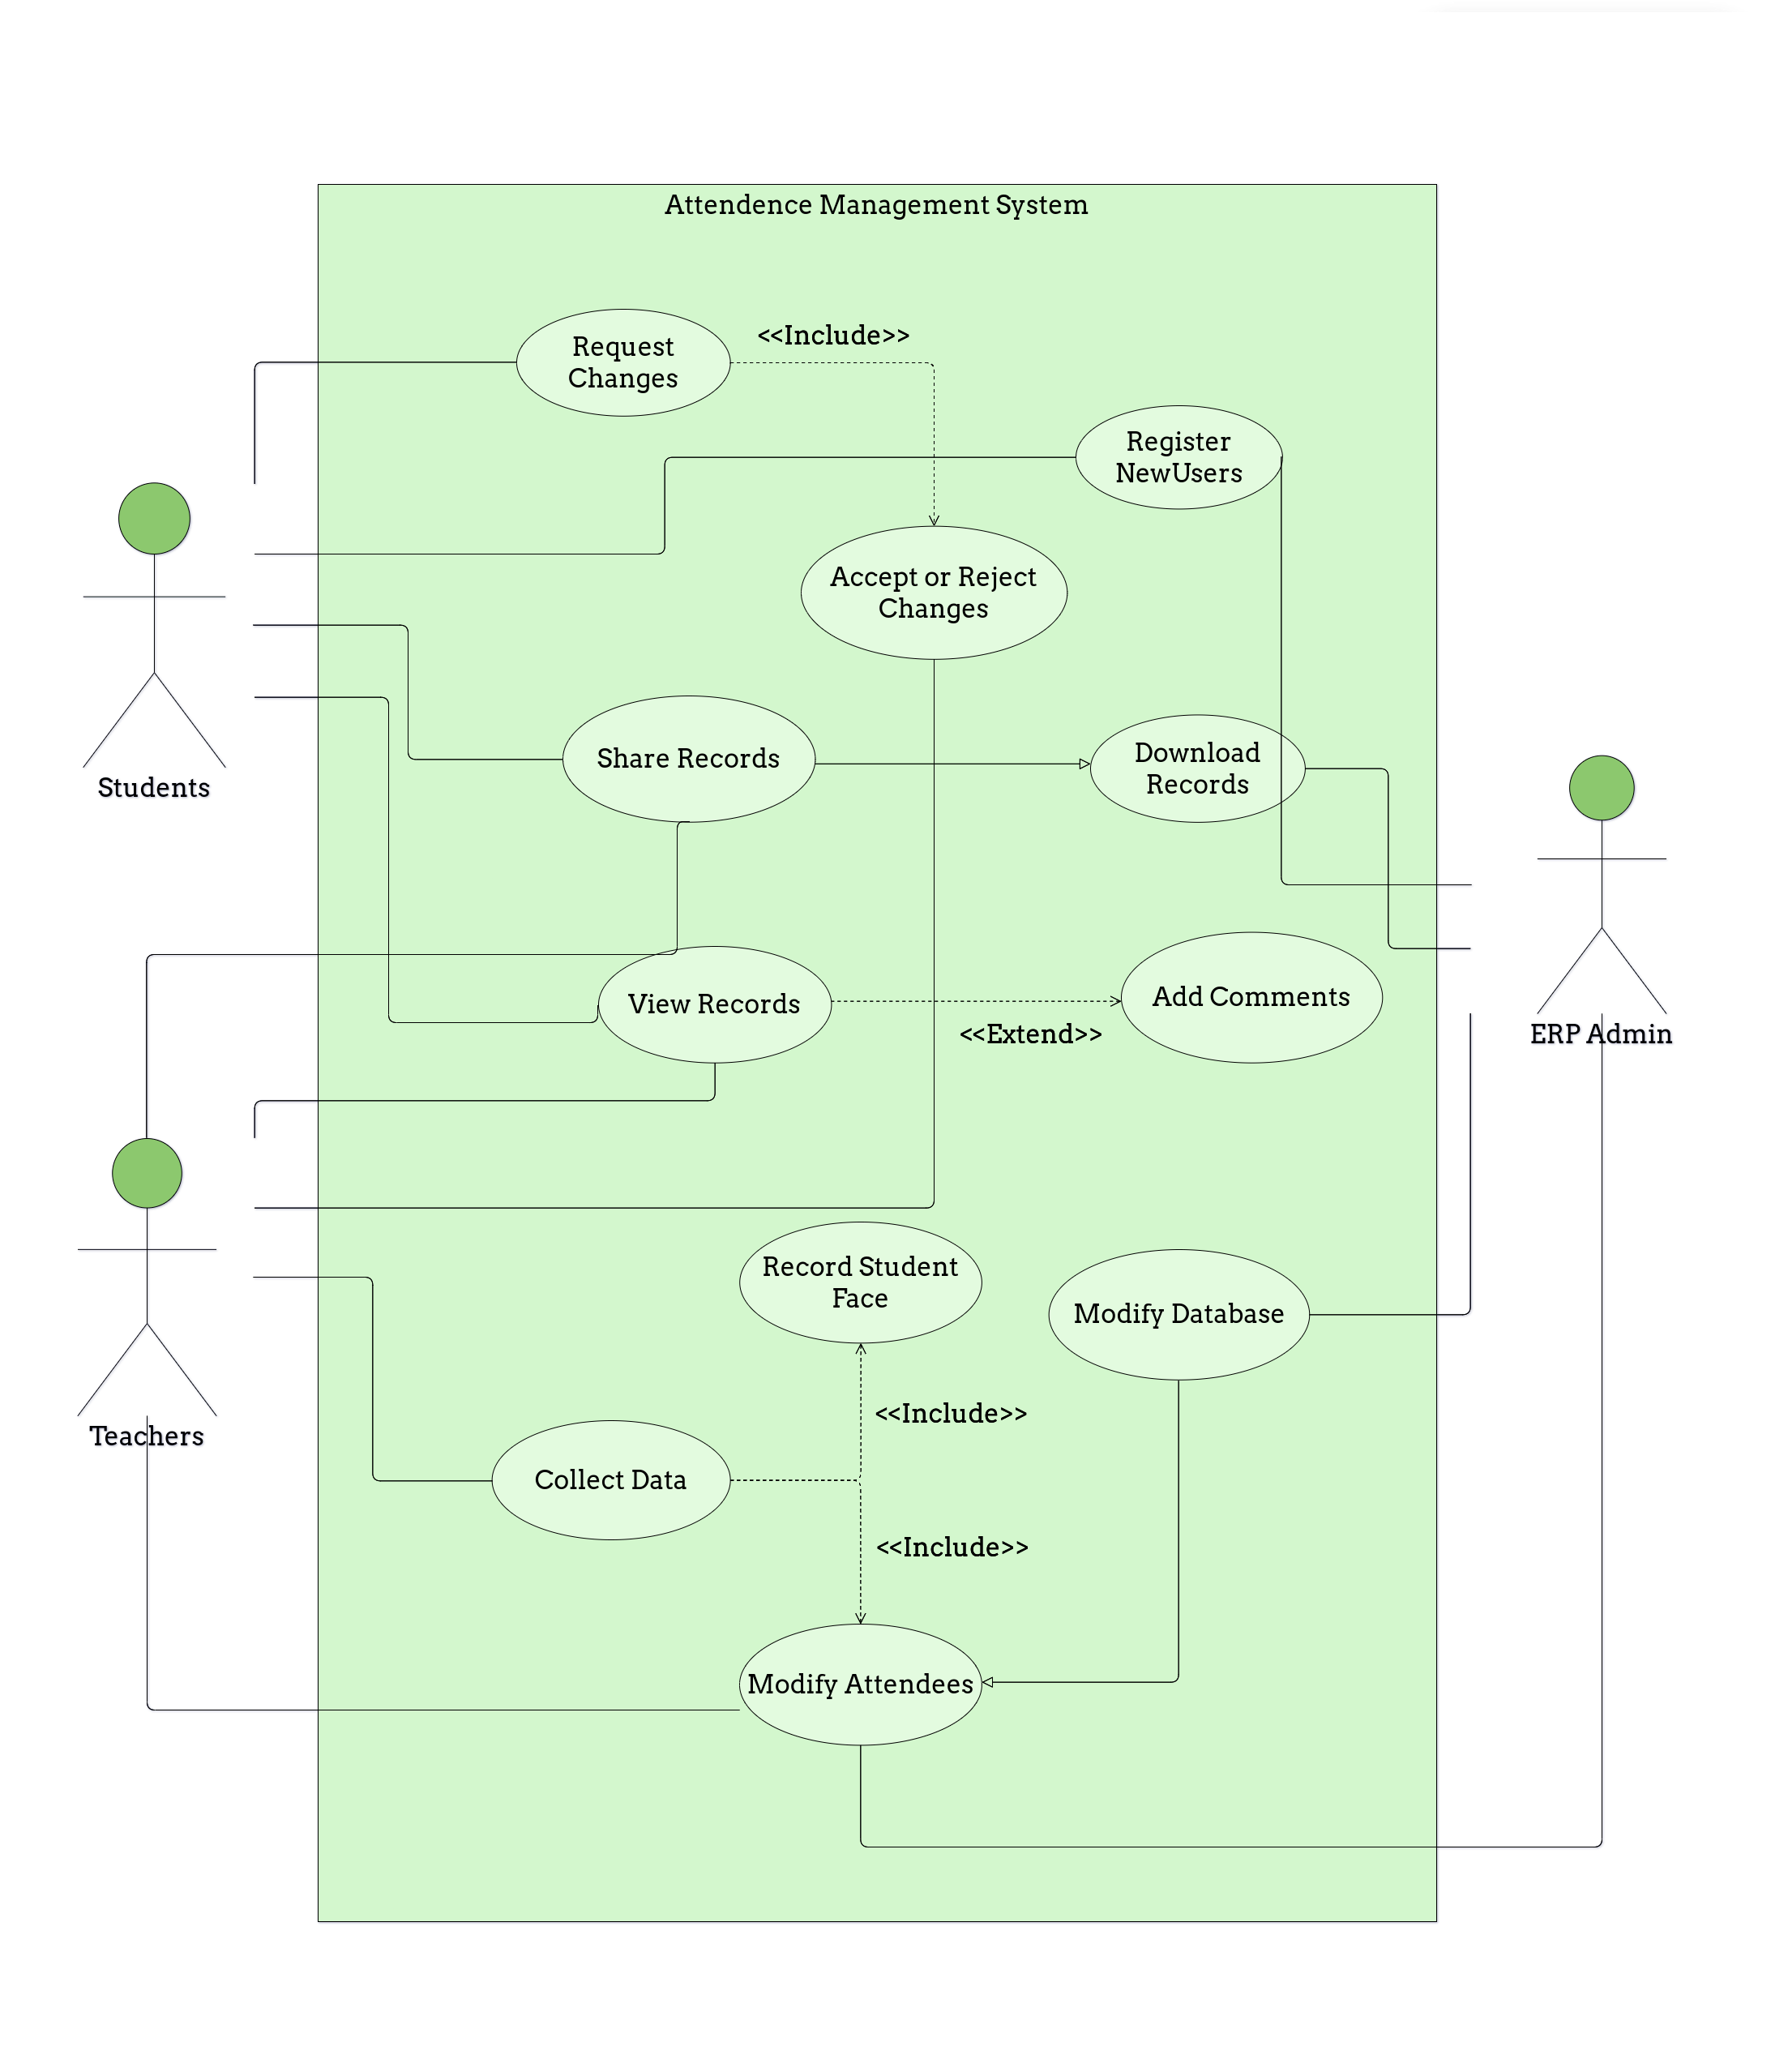 Attendence Management System
Request
Changes
<<Include>>
Register
NewUsers
Accept or Reject
Changes
Share Records
Download
Records
Students
View Records
Add Comments
<<Extend>>
ERP Admin
Record Student
Face
Modify Database
<<Include>>
Teachers
Collect Data
<<Include>>
Modify Attendees